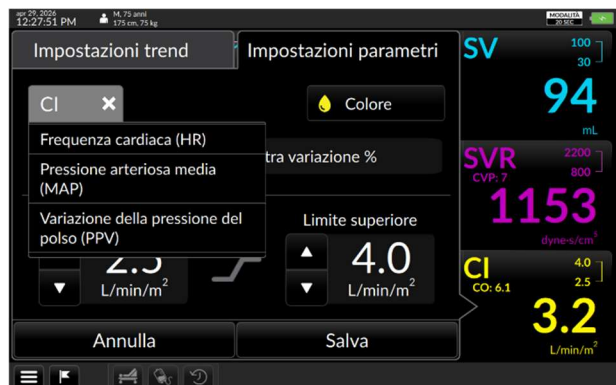 apr 29, 2026
12:27:51 PM
M, 75 anni
175 cm, 75 kg
MODALITÀ
20 SEC
Impostazioni trend
Impostazioni parametri
CI
Colore
Frequenza cardiaca (HR)
Pressione arteriosa media
(MAP)
Variazione della pressione del
polso (PPV)
tra variazione %
Limite superiore
2.5
L/min/m²
4.0
L/min/m²
Annulla
Salva
SV
100
30
94
mL
SVR
CVP: 7
2200
800
1153
dyne-s/cm⁵
CI
CO: 6.1
4.0
2.5
3.2
L/min/m²